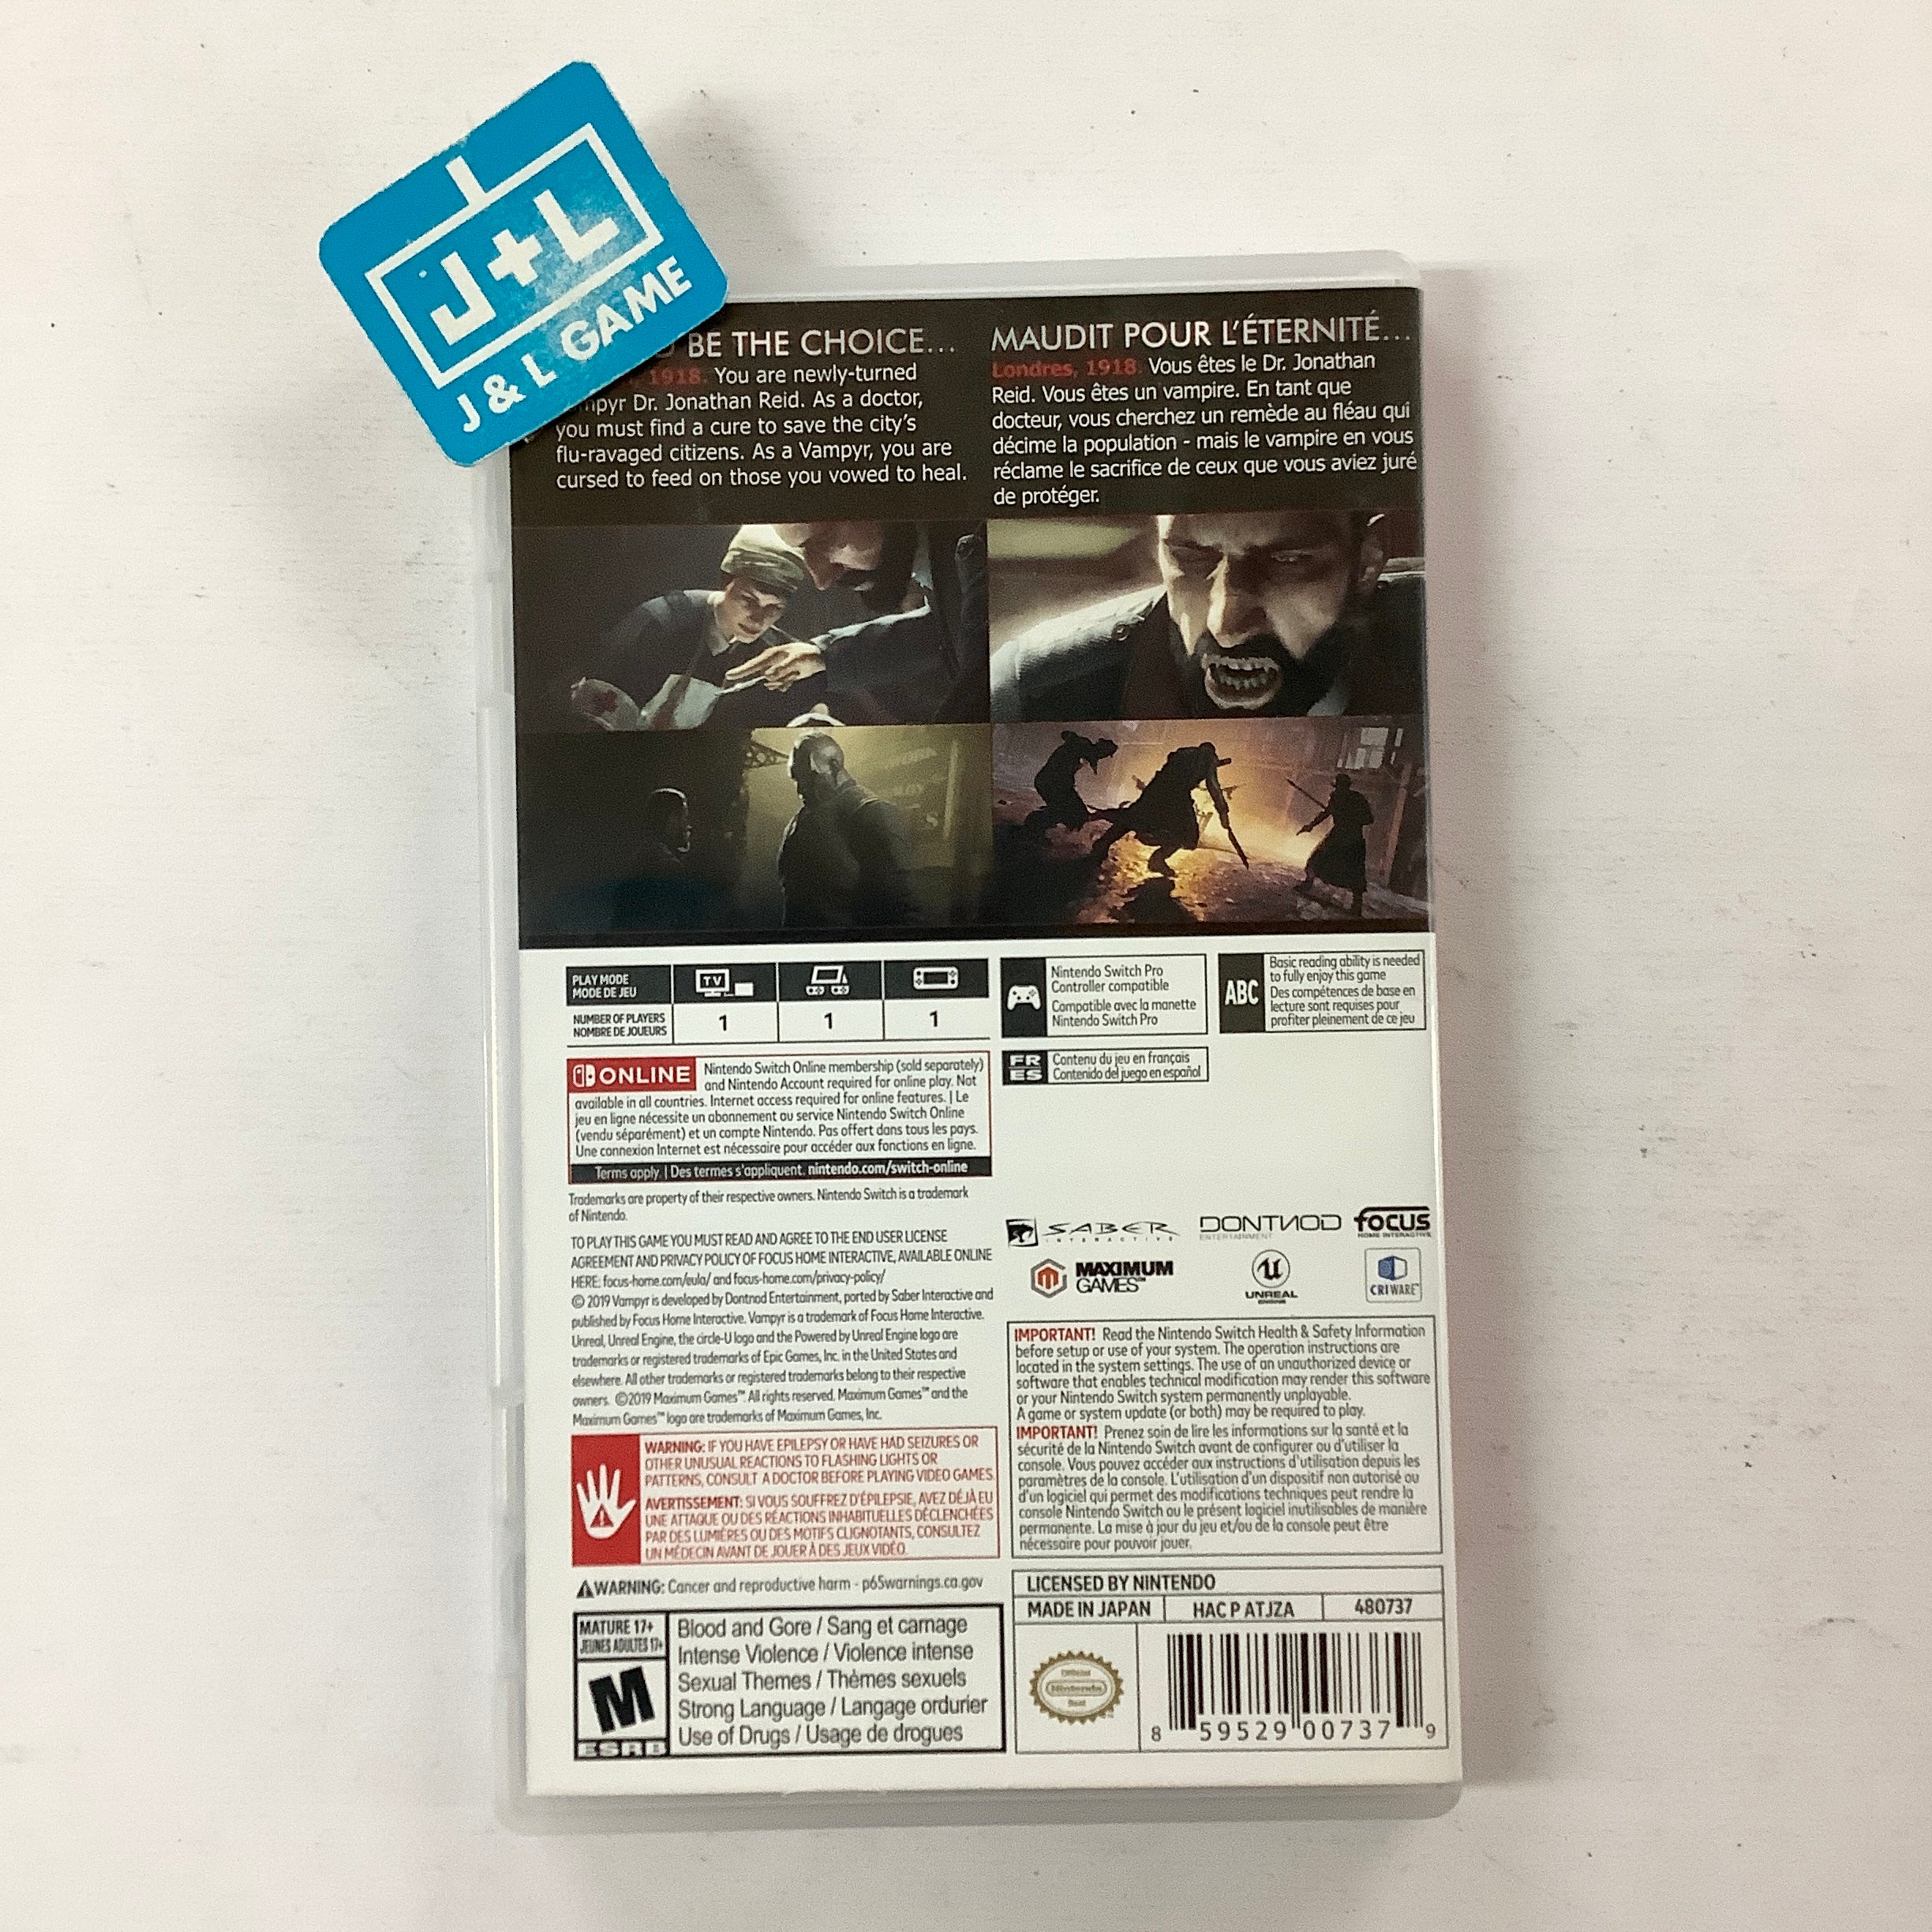 J+L
J & L GAME
BE THE CHOICE...
1918. You are newly-turned
Dr. Jonathan Reid. As a doctor,
you must find a cure to save the city's
flu-ravaged citizens. As a Vampyr, you are
cursed to feed on those you vowed to heal.
MAUDIT POUR L'ÉTERNITÉ...
Londres, 1918. Vous êtes le Dr. Jonathan
Reid. Vous êtes un vampire. En tant que
docteur, vous cherchez un remède au fléau qui
décime la population - mais le vampire en vous
réclame le sacrifice de ceux que vous aviez juré
de protéger.
PLAY MODE
MODE DE JEU
TV
NUMBER OF PLAYERS
NOMBRE DE JOUEURS
1 1 1
Nintendo Switch Pro
Controller compatible
Compatible avec la manette
Nintendo Switch Pro
ABC
Basic reading ability is needed
to fully enjoy this game
Des compétences de base en
lecture sont requises pour
profiter pleinement de ce jeu
FR
ES
Contenu du jeu en français
Contenido del juego en español
ONLINE
Nintendo Switch Online membership (sold separately)
and Nintendo Account required for online play. Not
available in all countries. Internet access required for online features. | Le
jeu en ligne nécessite un abonnement au service Nintendo Switch Online
(vendu séparément) et un compte Nintendo. Pas offert dans tous les pays.
Une connexion Internet est nécessaire pour accéder aux fonctions en ligne.
Terms apply. | Des termes s'appliquent. nintendo.com/switch-online
Trademarks are property of their respective owners. Nintendo Switch is a trademark
of Nintendo.
TO PLAY THIS GAME YOU MUST READ AND AGREE TO THE END USER LICENSE
AGREEMENT AND PRIVACY POLICY OF FOCUS HOME INTERACTIVE, AVAILABLE ONLINE
HERE: focus-home.com/eula/ and focus-home.com/privacy-policy/
© 2019 Vampyr is developed by Dontnod Entertainment, ported by Saber Interactive and
published by Focus Home Interactive. Vampyr is a trademark of Focus Home Interactive.
Unreal, Unreal Engine, the circle-U logo and the Powered by Unreal Engine logo are
trademarks or registered trademarks of Epic Games, Inc. in the United States and
elsewhere. All other trademarks or registered trademarks belong to their respective
owners. ©2019 Maximum Games™. All rights reserved. Maximum Games™ and the
Maximum Games™ logo are trademarks of Maximum Games, Inc.
SABER
INTERACTIVE
DONTNOD
ENTERTAINMENT
FOCUS
HOME INTERACTIVE
MAXIMUM
GAMES™
UNREAL
ENGINE
CRIWARE
WARNING: IF YOU HAVE EPILEPSY OR HAVE HAD SEIZURES OR
OTHER UNUSUAL REACTIONS TO FLASHING LIGHTS OR
PATTERNS, CONSULT A DOCTOR BEFORE PLAYING VIDEO GAMES.
AVERTISSEMENT: SI VOUS SOUFFREZ D'ÉPILEPSIE, AVEZ DÉJÀ EU
UNE ATTAQUE OU DES RÉACTIONS INHABITUELLES DÉCLENCHÉES
PAR DES LUMIÈRES OU DES MOTIFS CLIGNOTANTS, CONSULTEZ
UN MÉDECIN AVANT DE JOUER À DES JEUX VIDÉO.
IMPORTANT! Read the Nintendo Switch Health & Safety Information
before setup or use of your system. The operation instructions are
located in the system settings. The use of an unauthorized device or
software that enables technical modification may render this software
or your Nintendo Switch system permanently unplayable.
A game or system update (or both) may be required to play.
IMPORTANT! Prenez soin de lire les informations sur la santé et la
sécurité de la Nintendo Switch avant de configurer ou d'utiliser la
console. Vous pouvez accéder aux instructions d'utilisation depuis les
paramètres de la console. L'utilisation d'un dispositif non autorisé ou
d'un logiciel qui permet des modifications techniques peut rendre la
console Nintendo Switch ou le présent logiciel inutilisables de manière
permanente. La mise à jour du jeu et/ou de la console peut être
nécessaire pour pouvoir jouer.
WARNING: Cancer and reproductive harm - p65warnings.ca.gov
MATURE 17+
JEUNES ADULTES 17+
M
ESRB
Blood and Gore / Sang et carnage
Intense Violence / Violence intense
Sexual Themes / Thèmes sexuels
Strong Language / Langage ordurier
Use of Drugs / Usage de drogues
LICENSED BY NINTENDO
MADE IN JAPAN HAC P ATJZA 480737
Official
Nintendo
Seal
8 59529 00737 9